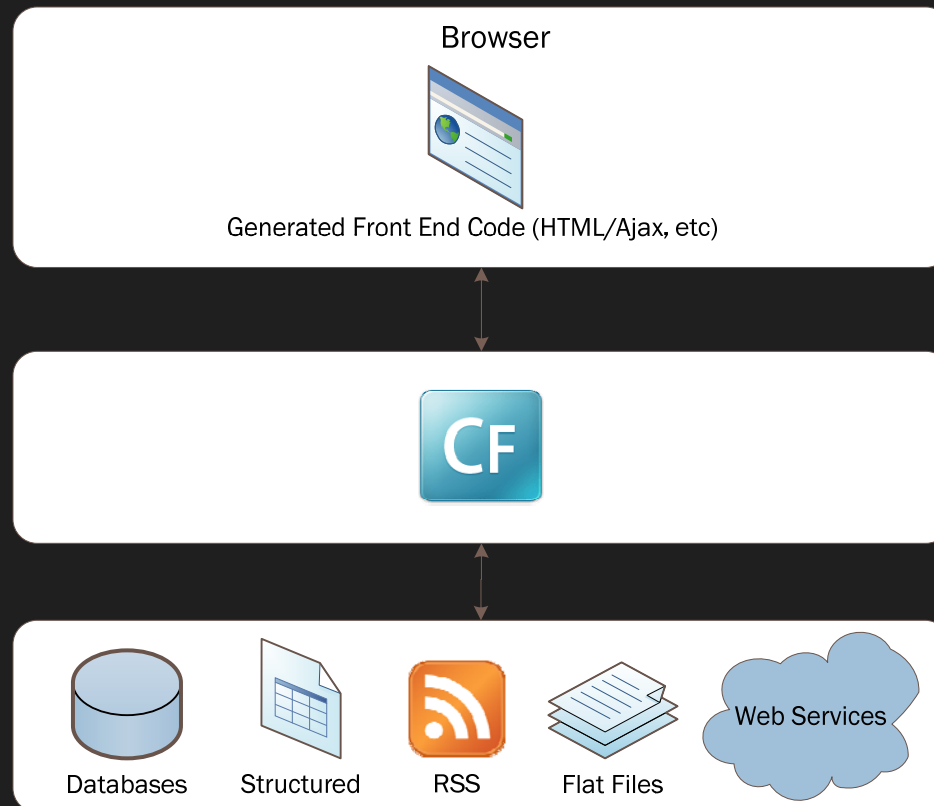 Browser
Generated Front End Code (HTML/Ajax, etc)
CF
Web Services
Databases
Structured
RSS
Flat Files